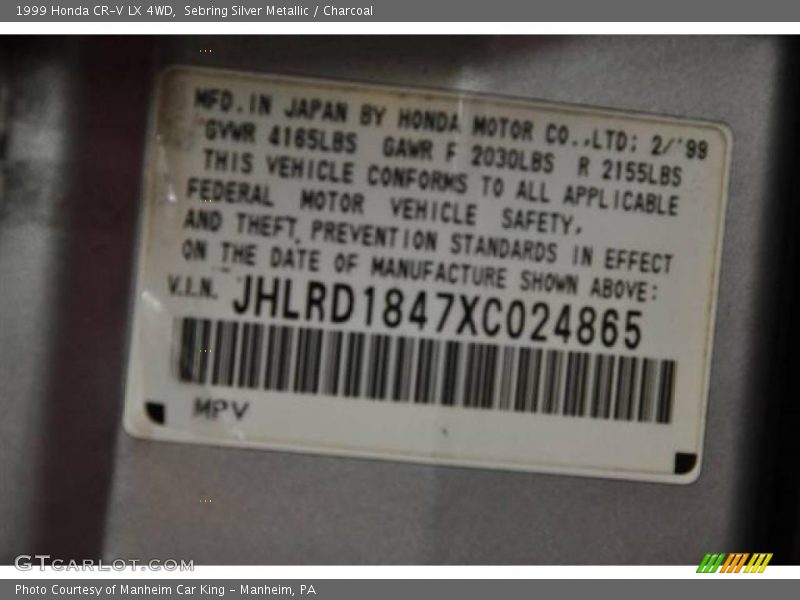 1999 Honda CR-V LX 4WD, Sebring Silver Metallic / Charcoal
MFD. IN JAPAN BY HONDA MOTOR CO.,LTD; 2/'99
GVWR 4165LBS GAWR F 2030LBS R 2155LBS
THIS VEHICLE CONFORMS TO ALL APPLICABLE
FEDERAL MOTOR VEHICLE SAFETY,
AND THEFT PREVENTION STANDARDS IN EFFECT
ON THE DATE OF MANUFACTURE SHOWN ABOVE:
V.I.N. JHLRD1847XC024865
MPV
GTCARLOT.COM
Photo Courtesy of Manheim Car King - Manheim, PA